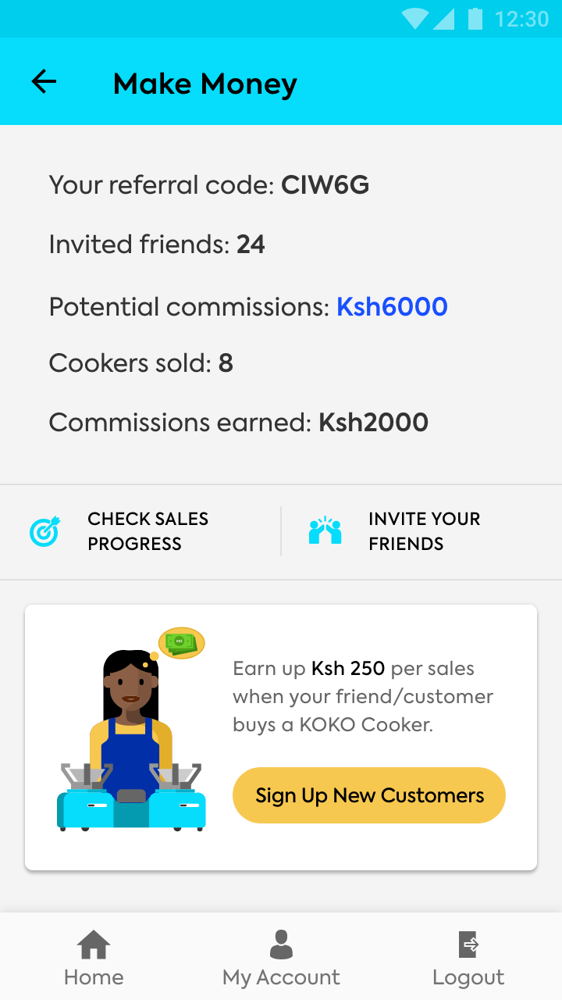 12:30
Make Money
Your referral code: CIW6G
Invited friends: 24
Potential commissions: Ksh6000
Cookers sold: 8
Commissions earned: Ksh2000
CHECK SALES
PROGRESS
INVITE YOUR
FRIENDS
Earn up Ksh 250 per sales
when your friend/customer
buys a KOKO Cooker.
Sign Up New Customers
Home
My Account
Logout